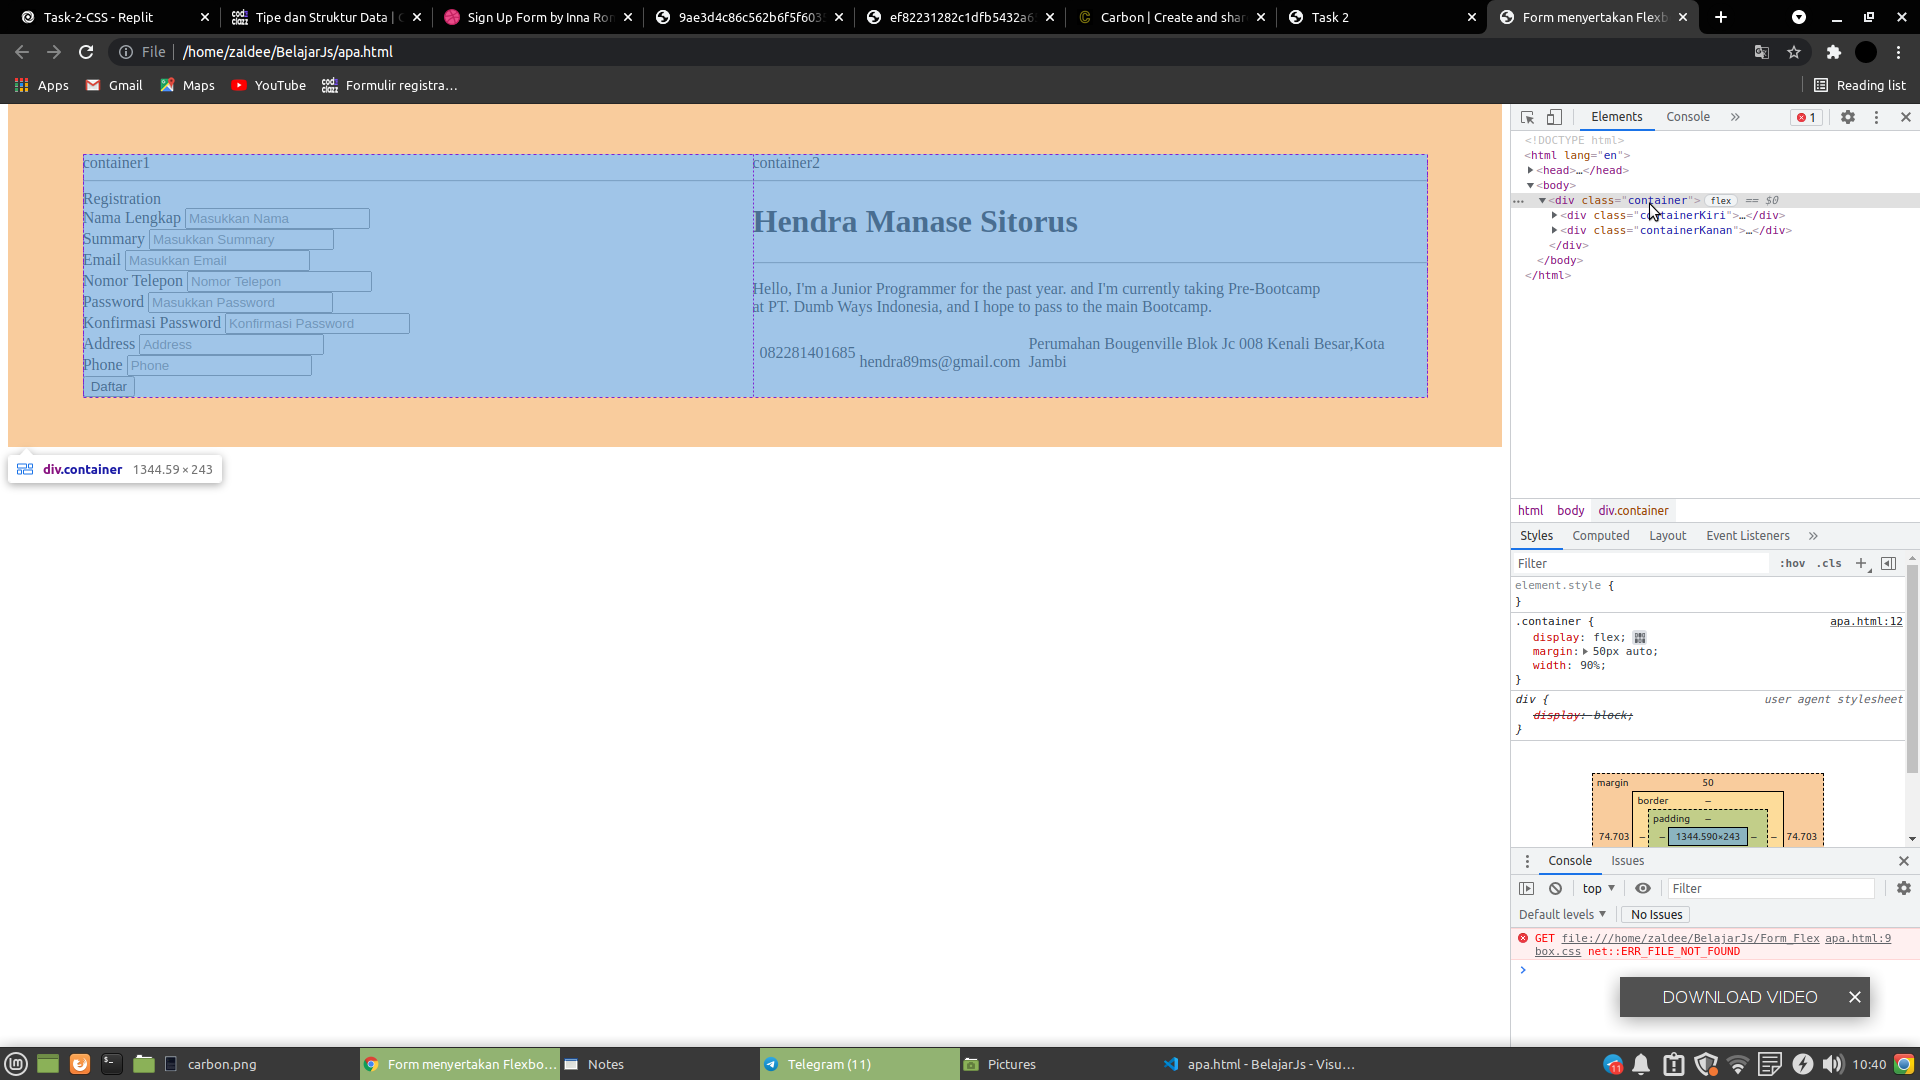 Task-2-CSS - Replit
Tipe dan Struktur Data |
Sign Up Form by Inna Ron
9ae3d4c86c562b6f5f603
ef82231282c1dfb5432a6
Carbon | Create and shar
Task 2
Form menyertakan Flexb
File
/home/zaldee/BelajarJs/apa.html
Apps
Gmail
Maps
YouTube
Formulir registra...
Reading list
container1
container2
Registration
Nama Lengkap Masukkan Nama
Summary Masukkan Summary
Email Masukkan Email
Nomor Telepon Nomor Telepon
Password Masukkan Password
Konfirmasi Password Konfirmasi Password
Address Address
Phone Phone
Daftar
Hendra Manase Sitorus
Hello, I'm a Junior Programmer for the past year. and I'm currently taking Pre-Bootcamp
at PT. Dumb Ways Indonesia, and I hope to pass to the main Bootcamp.
082281401685
hendra89ms@gmail.com
Perumahan Bougenville Blok Jc 008 Kenali Besar,Kota
Jambi
div.container 1344.59 × 243
Elements
Console
»
1
<!DOCTYPE html>
<html lang="en">
<head>…</head>
<body>
<div class="container"> flex == $0
<div class="containerKiri">…</div>
<div class="containerKanan">…</div>
</div>
</body>
</html>
html body div.container
Styles Computed Layout Event Listeners »
Filter
:hov .cls +
element.style {
}
.container {
apa.html:12
display: flex;
margin: 50px auto;
width: 90%;
}
div {
user agent stylesheet
display: block;
}
margin 50
border –
padding –
74.703 – – 1344.590×243 – – 74.703
Console Issues
top Filter
Default levels No Issues
GET file:///home/zaldee/BelajarJs/Form_Flex apa.html:9
box.css net::ERR_FILE_NOT_FOUND
DOWNLOAD VIDEO
carbon.png
Form menyertakan Flexbo...
Notes
Telegram (11)
Pictures
apa.html - BelajarJs - Visu...
11
10:40